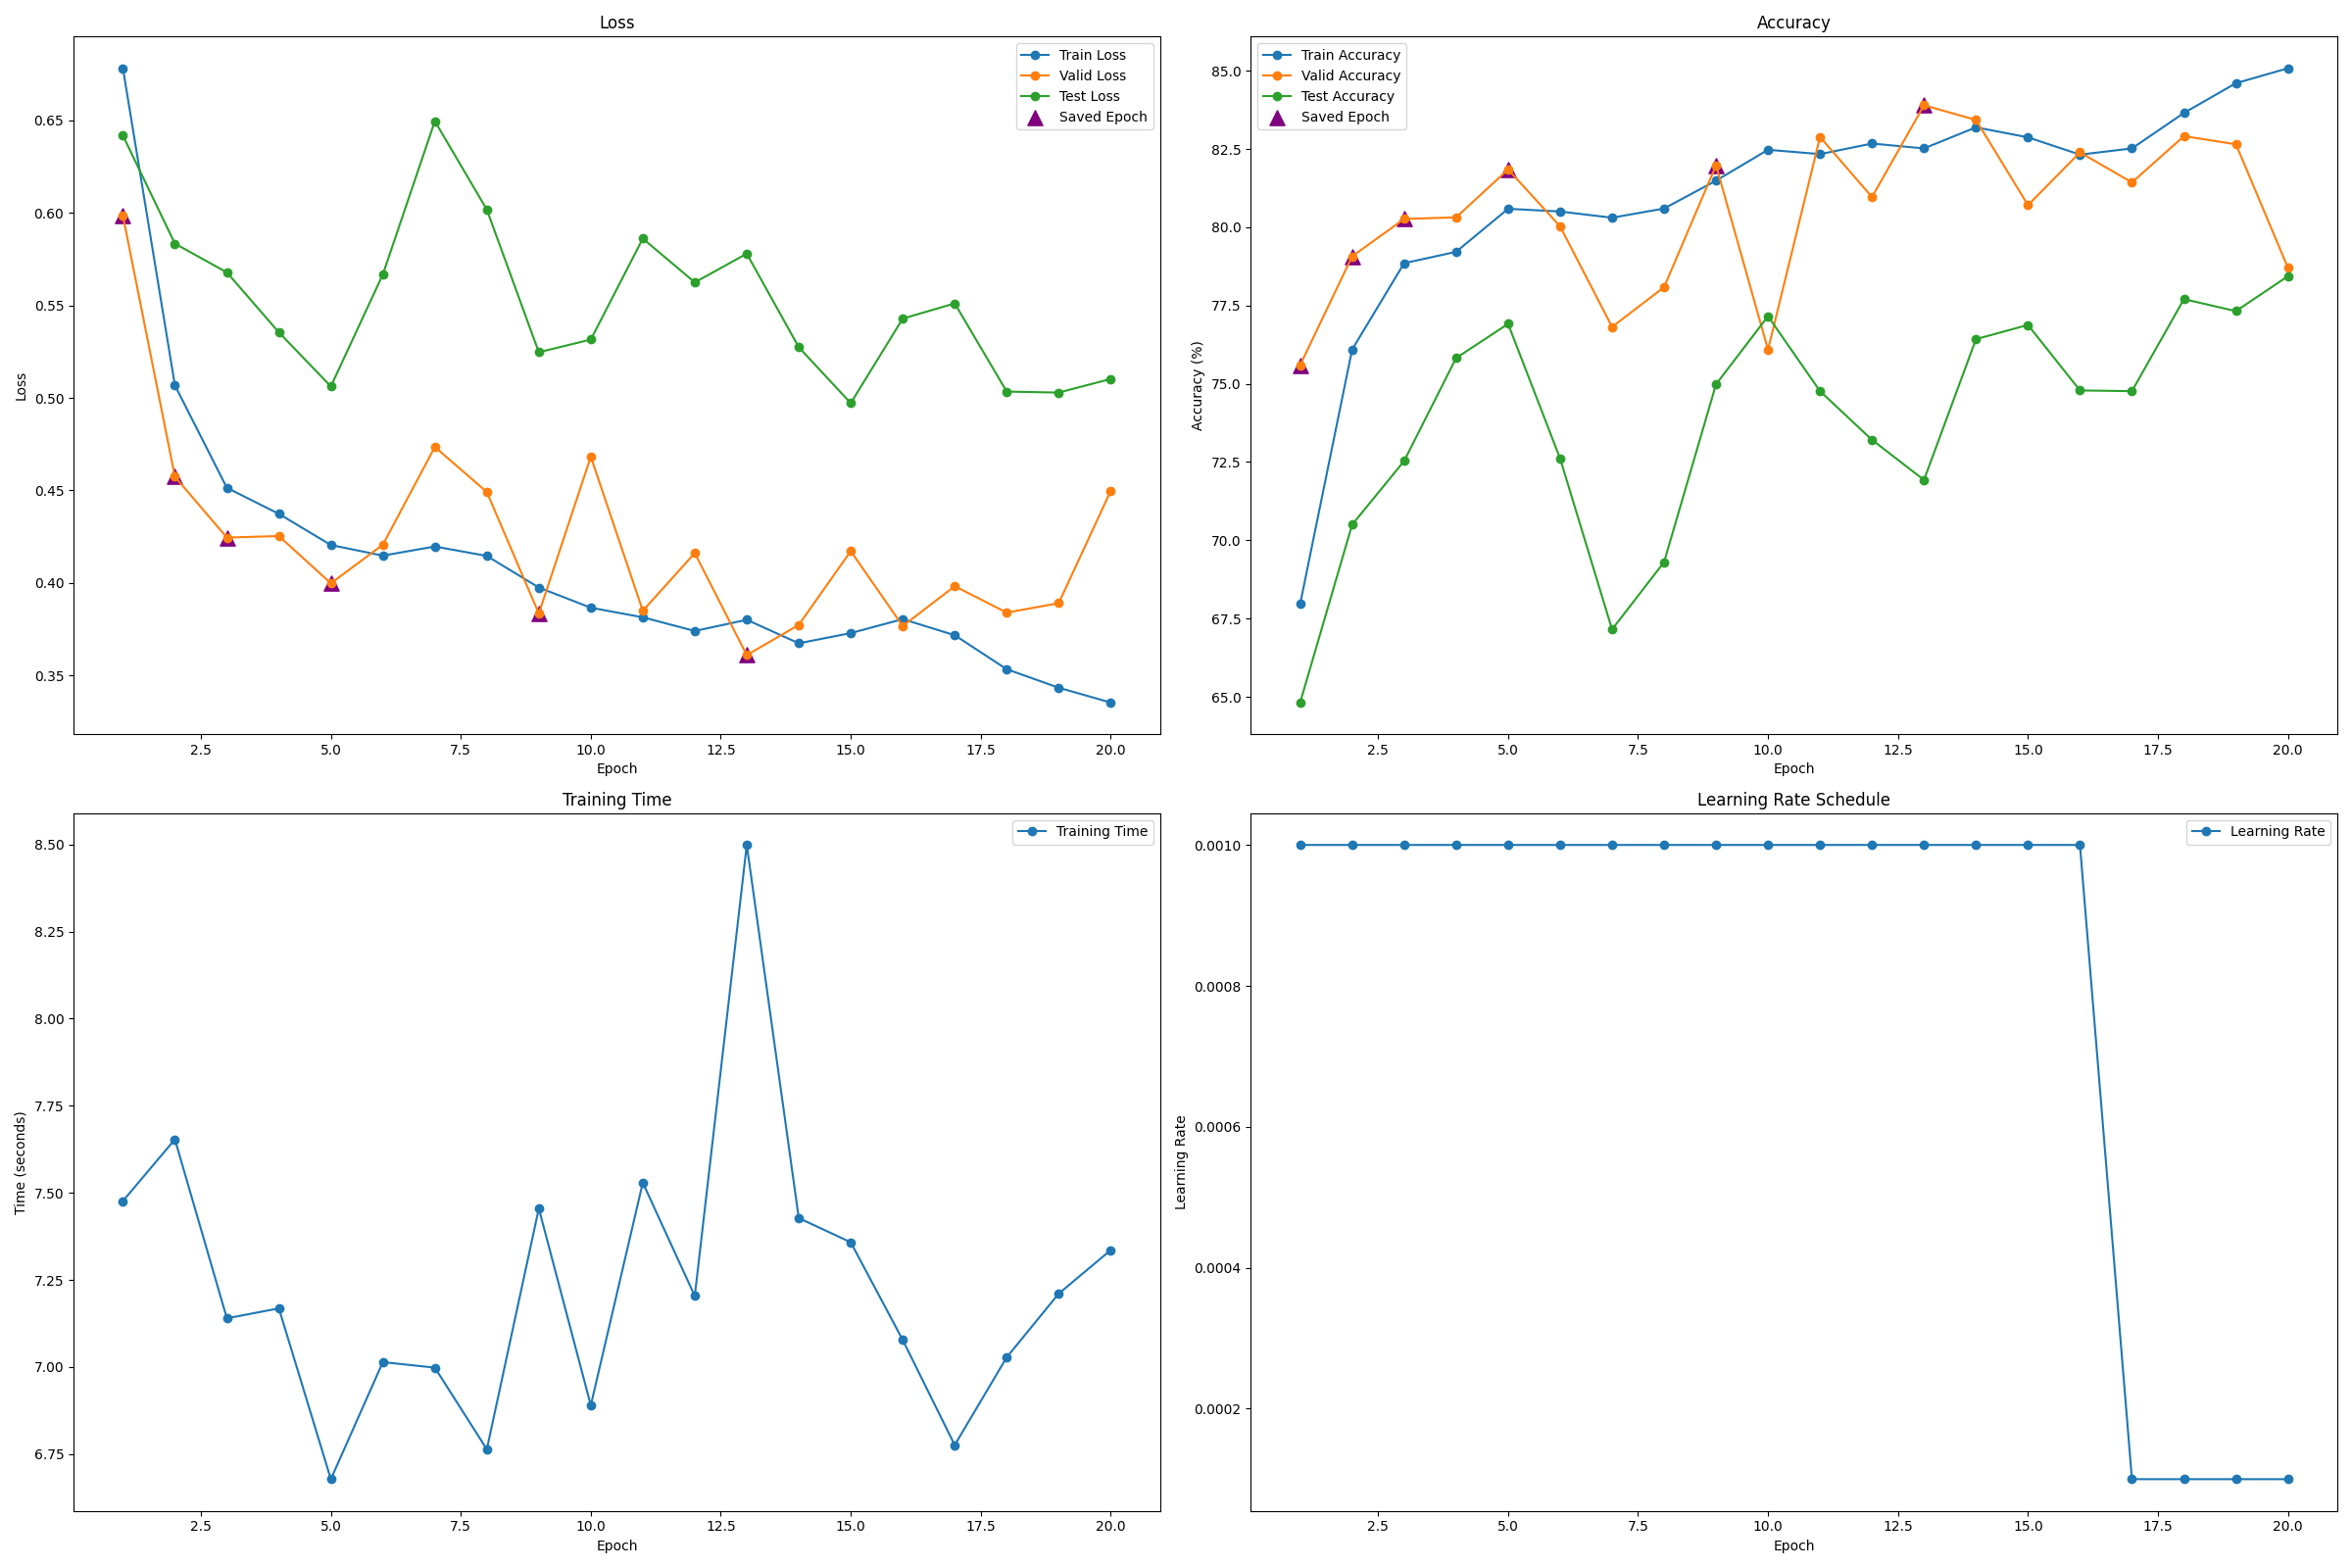 Loss
Train Loss
Valid Loss
Test Loss
Saved Epoch
0.65
0.60
0.55
0.50
0.45
0.40
0.35
Loss
2.5 5.0 7.5 10.0 12.5 15.0 17.5 20.0
Epoch
Accuracy
Train Accuracy
Valid Accuracy
Test Accuracy
Saved Epoch
85.0
82.5
80.0
77.5
75.0
72.5
70.0
67.5
65.0
Accuracy (%)
2.5 5.0 7.5 10.0 12.5 15.0 17.5 20.0
Epoch
Training Time
Training Time
8.50
8.25
8.00
7.75
7.50
7.25
7.00
6.75
Time (seconds)
2.5 5.0 7.5 10.0 12.5 15.0 17.5 20.0
Epoch
Learning Rate Schedule
Learning Rate
0.0010
0.0008
0.0006
0.0004
0.0002
Learning Rate
2.5 5.0 7.5 10.0 12.5 15.0 17.5 20.0
Epoch